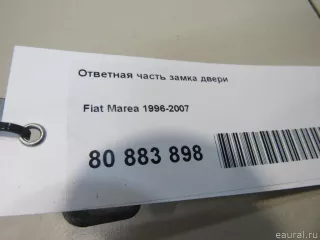 Ответная часть замка двери
Fiat Marea 1996-2007
80 883 898
eaural.ru